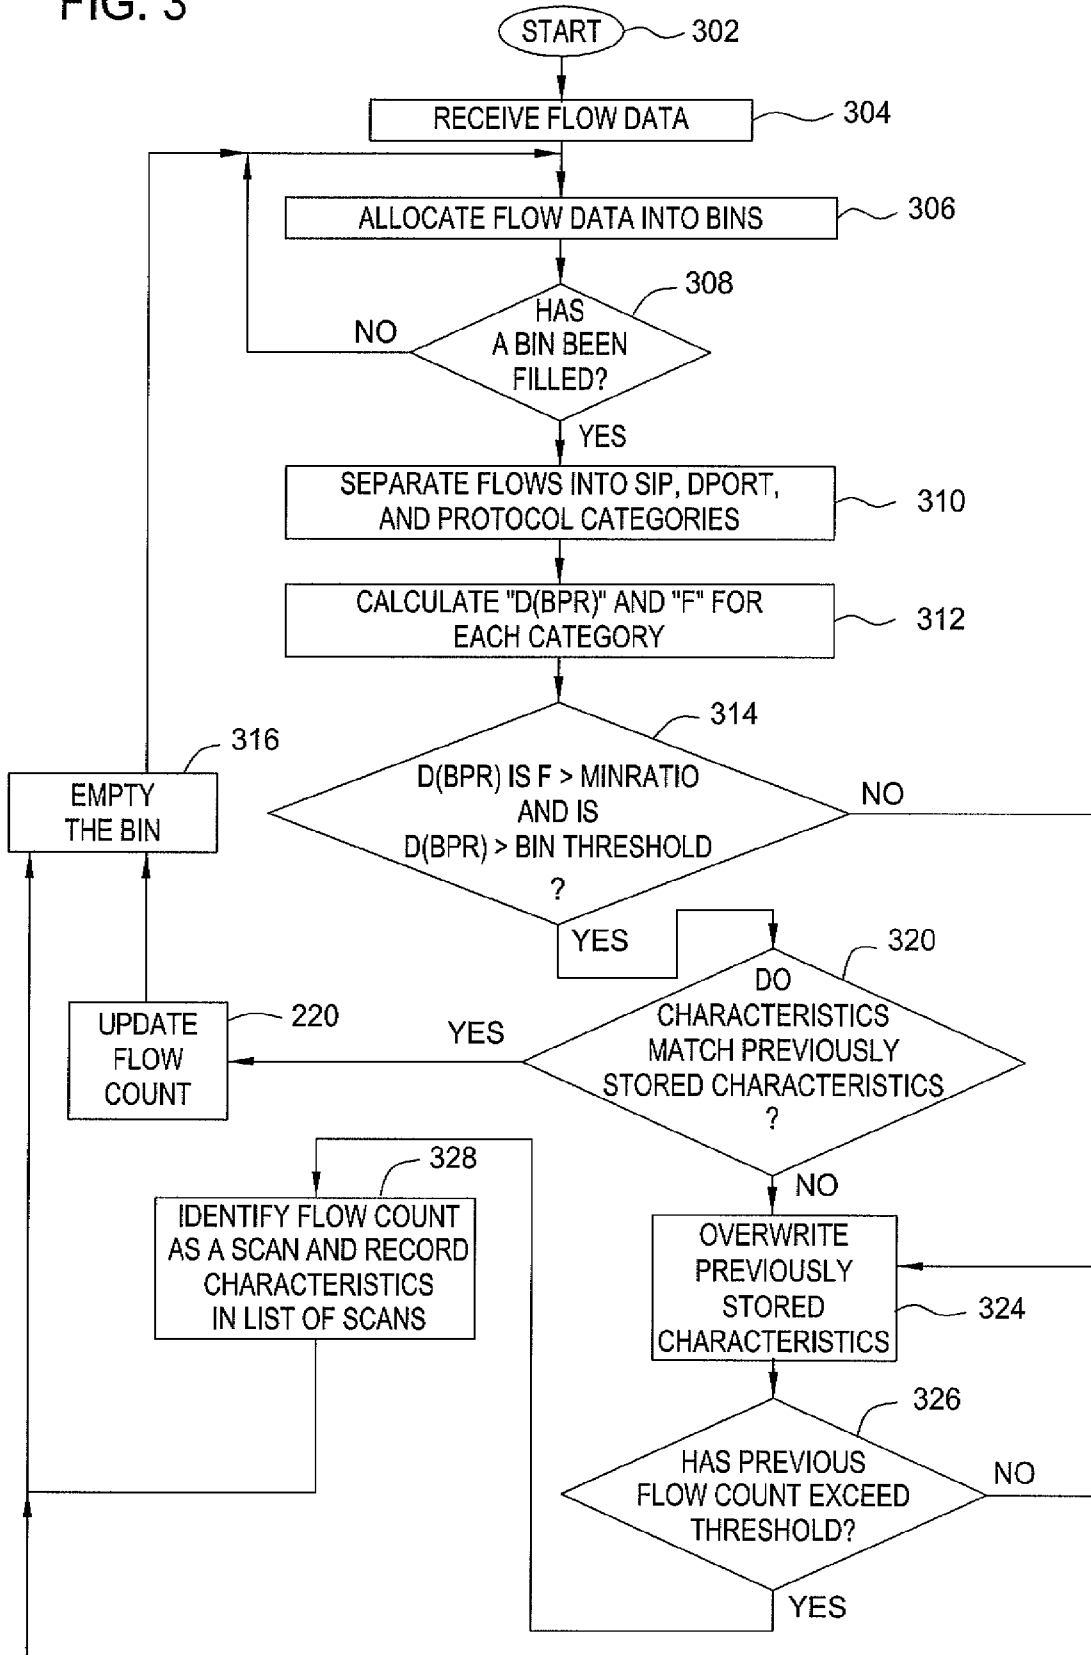 FIG. 3
START
302
RECEIVE FLOW DATA
304
ALLOCATE FLOW DATA INTO BINS
306
HAS
A BIN BEEN
FILLED?
308
NO
YES
SEPARATE FLOWS INTO SIP, DPORT,
AND PROTOCOL CATEGORIES
310
CALCULATE "D(BPR)" AND "F" FOR
EACH CATEGORY
312
D(BPR) IS F > MINRATIO
AND IS
D(BPR) > BIN THRESHOLD
?
314
NO
YES
EMPTY
THE BIN
316
DO
CHARACTERISTICS
MATCH PREVIOUSLY
STORED CHARACTERISTICS
?
320
YES
NO
UPDATE
FLOW
COUNT
220
IDENTIFY FLOW COUNT
AS A SCAN AND RECORD
CHARACTERISTICS
IN LIST OF SCANS
328
OVERWRITE
PREVIOUSLY
STORED
CHARACTERISTICS
324
HAS PREVIOUS
FLOW COUNT EXCEED
THRESHOLD?
326
NO
YES